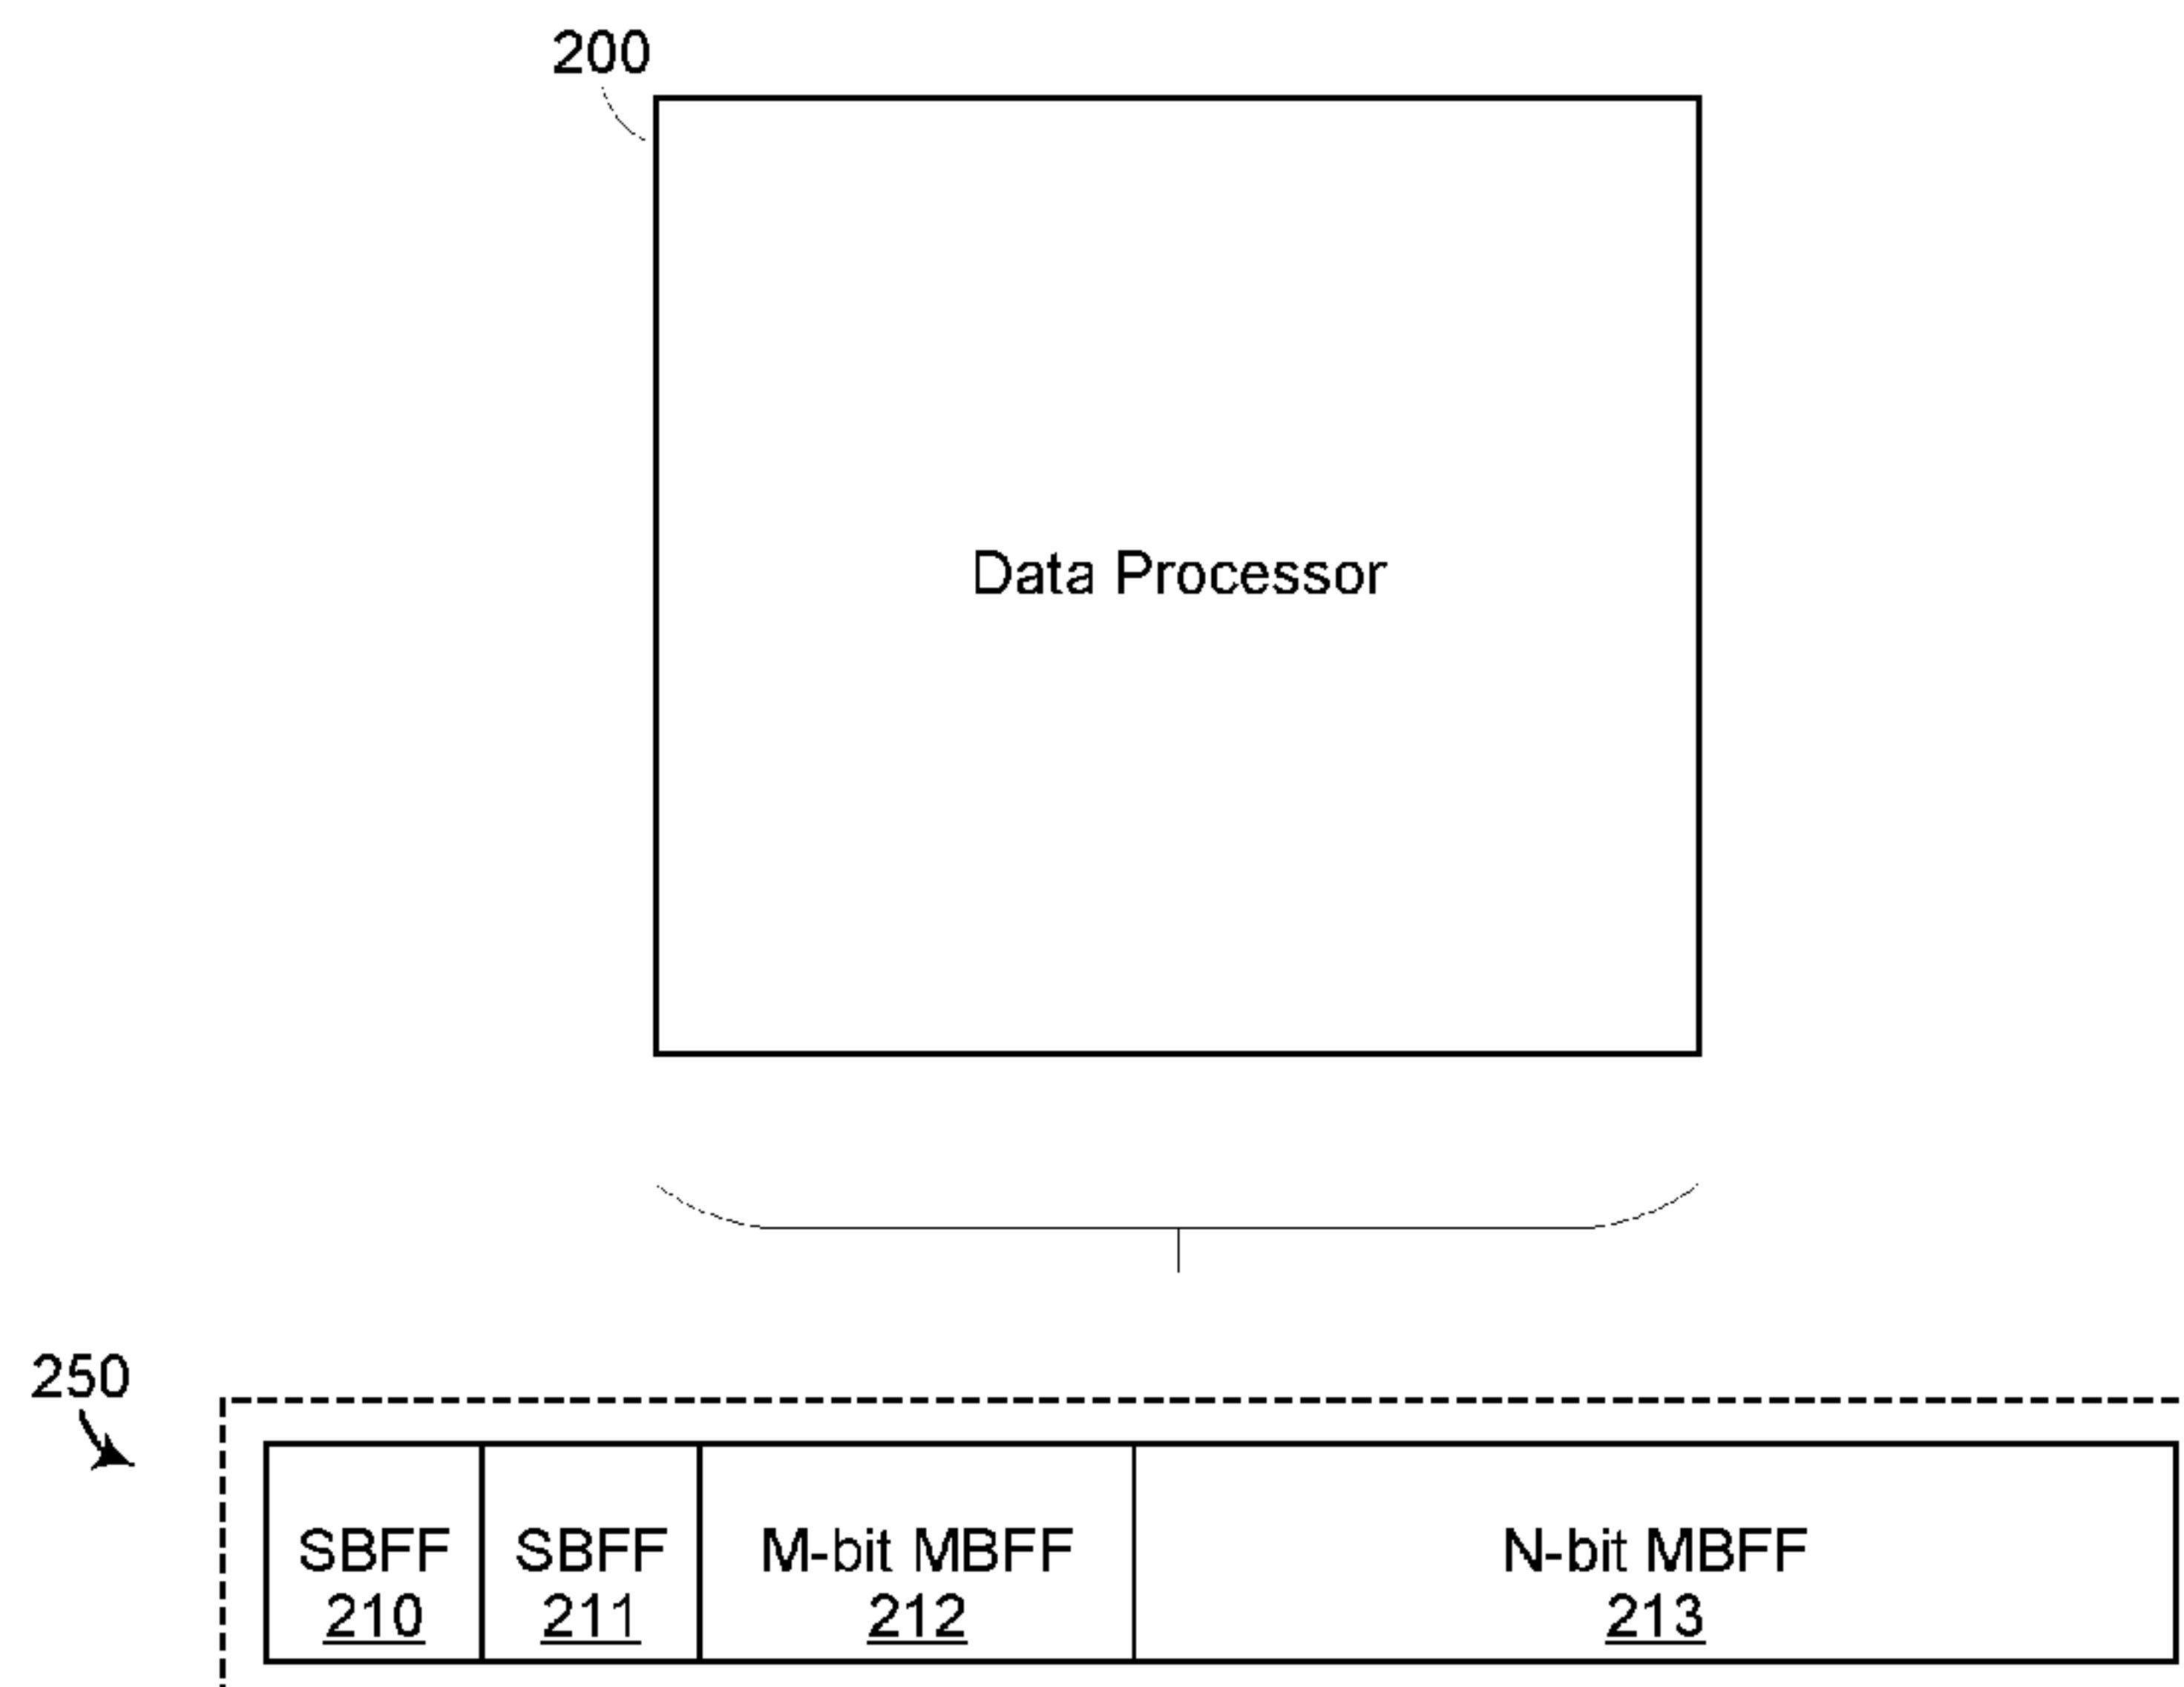 200
Data Processor
250
SBFF
210
SBFF
211
M-bit MBFF
212
N-bit MBFF
213